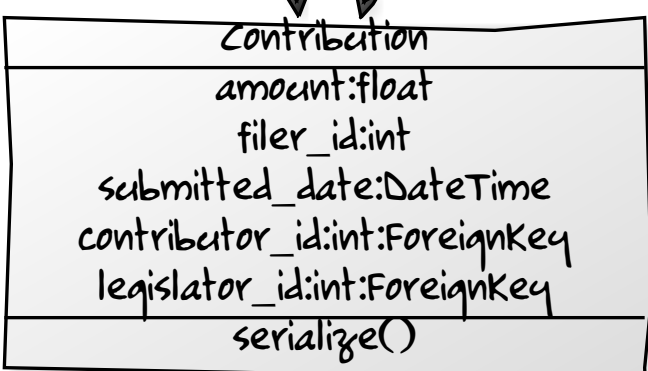 Contribution
amount:float
filer_id:int
submitted_date:DateTime
contributor_id:int:ForeignKey
legislator_id:int:ForeignKey
serialize()